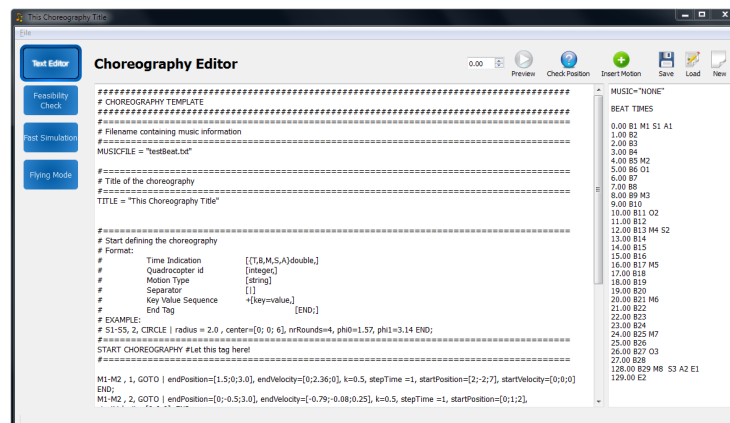 This Choreography Title
File
Text Editor
Feasibility
Check
Fast Simulation
Flying Mode
Choreography Editor
0.00
Preview
Check Position
Insert Motion
Save
Load
New
####################################################################################
# CHOREOGRAPHY TEMPLATE
####################################################################################
#===================================================================================
# Filename containing music information
#===================================================================================
MUSICFILE = "testBeat.txt"
#===================================================================================
# Title of the choreography
#===================================================================================
TITLE = "This Choreography Title"
#===================================================================================
# Start defining the choreography
# Format:
# Time Indication [{T,B,M,S,A}double,]
# Quadrocopter id [integer,]
# Motion Type [string]
# Separator [|]
# Key Value Sequence +[key=value,]
# End Tag [END;]
# EXAMPLE:
# S1-S5, 2, CIRCLE | radius = 2.0 , center=[0; 0; 6], nrRounds=4, phi0=1.57, phi1=3.14 END;
#===================================================================================
START CHOREOGRAPHY #Let this tag here!
#===================================================================================
M1-M2 , 1, GOTO | endPosition=[1.5;0;3.0], endVelocity=[0;2.36;0], k=0.5, stepTime =1, startPosition=[2;-2;7], startVelocity=[0;0;0]
END;
M1-M2 , 2, GOTO | endPosition=[0;-0.5;3.0], endVelocity=[-0.79;-0.08;0.25], k=0.5, stepTime =1, startPosition=[0;1;2],
MUSIC="NONE"
BEAT TIMES
0.00 B1 M1 S1 A1
1.00 B2
2.00 B3
3.00 B4
4.00 B5 M2
5.00 B6 O1
6.00 B7
7.00 B8
8.00 B9 M3
9.00 B10
10.00 B11 O2
11.00 B12
12.00 B13 M4 S2
13.00 B14
14.00 B15
15.00 B16
16.00 B17 M5
17.00 B18
18.00 B19
19.00 B20
20.00 B21 M6
21.00 B22
22.00 B23
23.00 B24
24.00 B25 M7
25.00 B26
26.00 B27 O3
27.00 B28
128.00 B29 M8 S3 A2 E1
129.00 E2